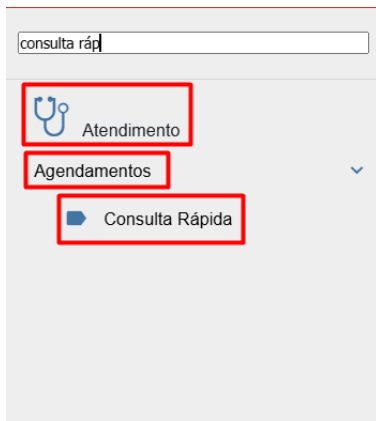 consulta ráp
Atendimento
Agendamentos
Consulta Rápida